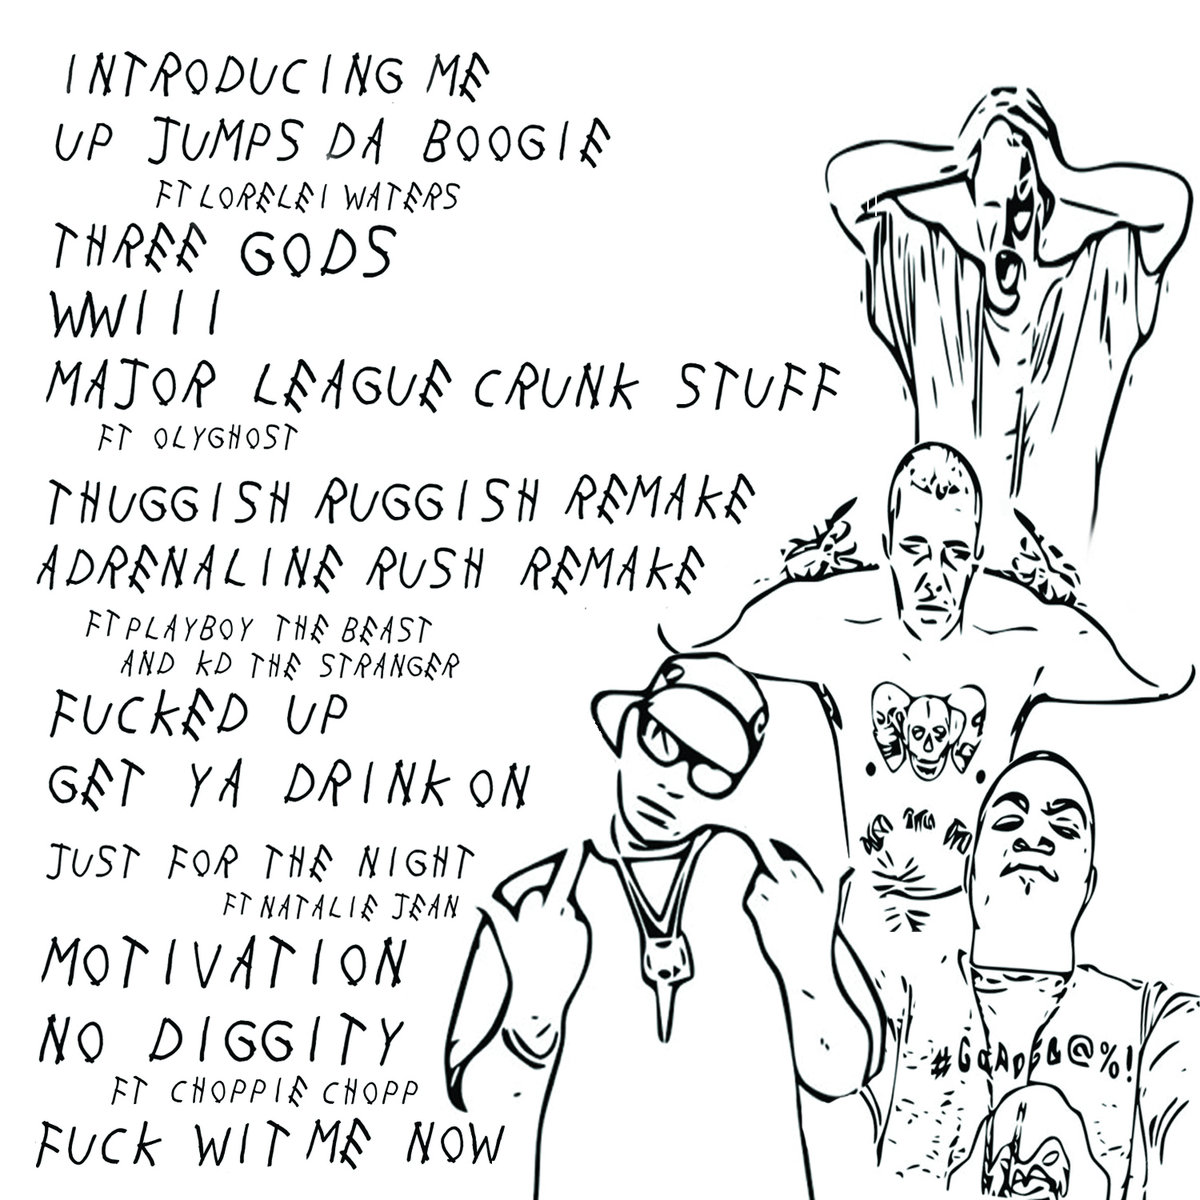 INTRODUCING ME
UP JUMPS DA BOOGIE
FT LORELEI WATERS
THREE GODS
WWIII
MAJOR LEAGUE CRUNK STUFF
FT OLYGHOST
THUGGISH RUGGISH REMAKE
ADRENALINE RUSH REMAKE
FT PLAYBOY THE BEAST
AND KD THE STRANGER
FUCKED UP
GET YA DRINK ON
JUST FOR THE NIGHT
FT NATALIE JEAN
MOTIVATION
NO DIGGITY
FT CHOPPIE CHOPP
FUCK WIT ME NOW